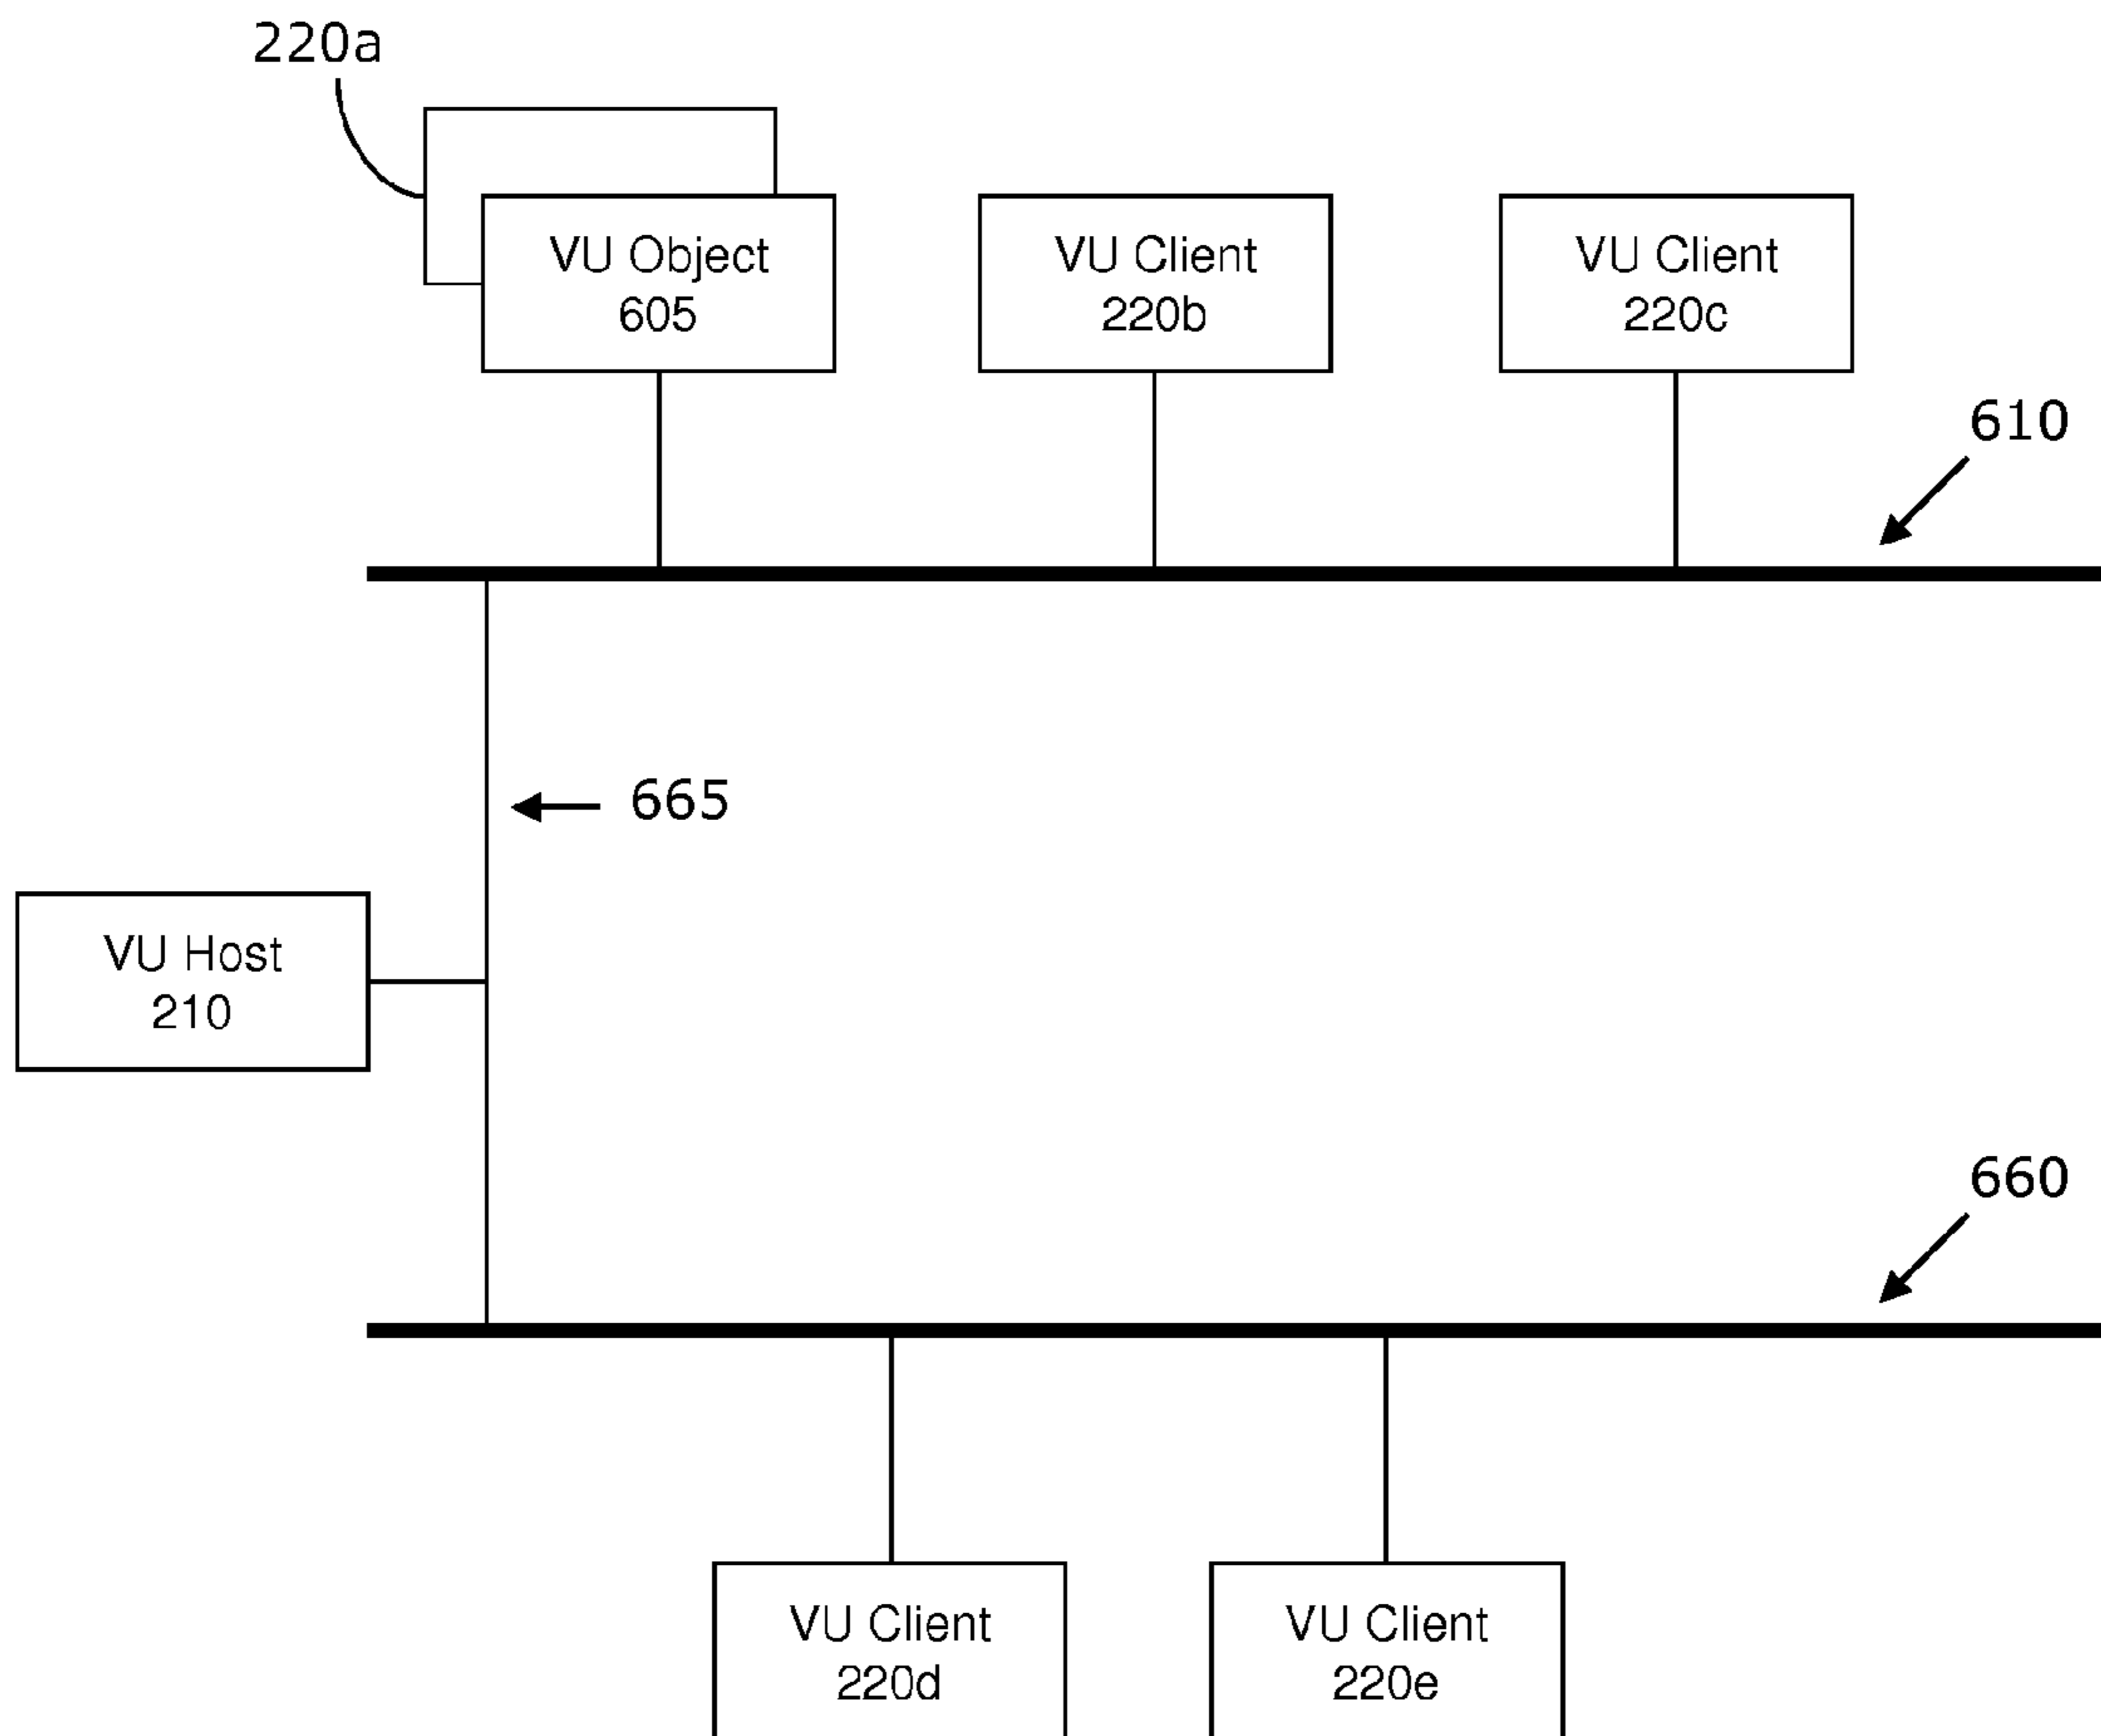 220a
VU Object
605
VU Client
220b
VU Client
220c
610
665
VU Host
210
660
VU Client
220d
VU Client
220e